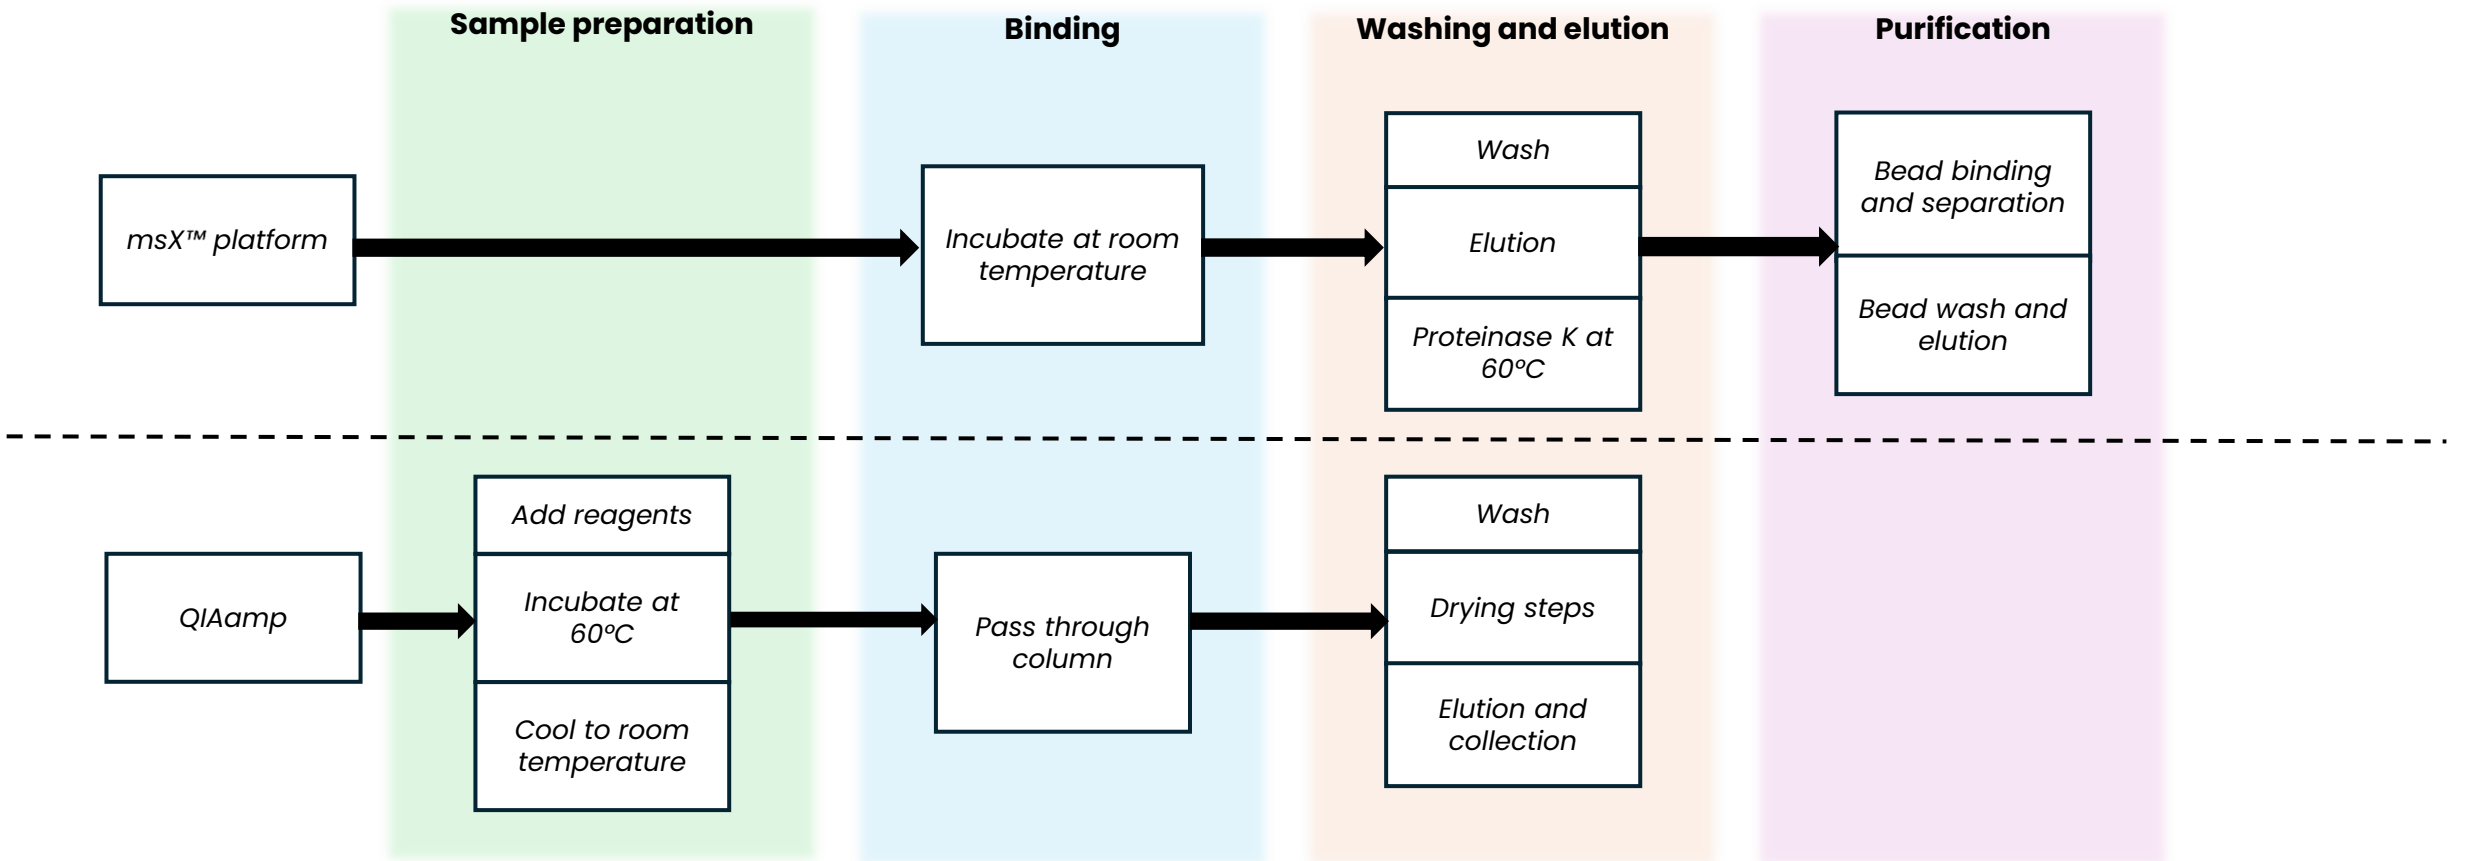 Sample preparation
Binding
Washing and elution
Purification
msX™ platform
Incubate at room
temperature
Wash
Elution
Proteinase K at
60°C
Bead binding
and separation
Bead wash and
elution
QIAamp
Add reagents
Incubate at
60°C
Cool to room
temperature
Pass through
column
Wash
Drying steps
Elution and
collection